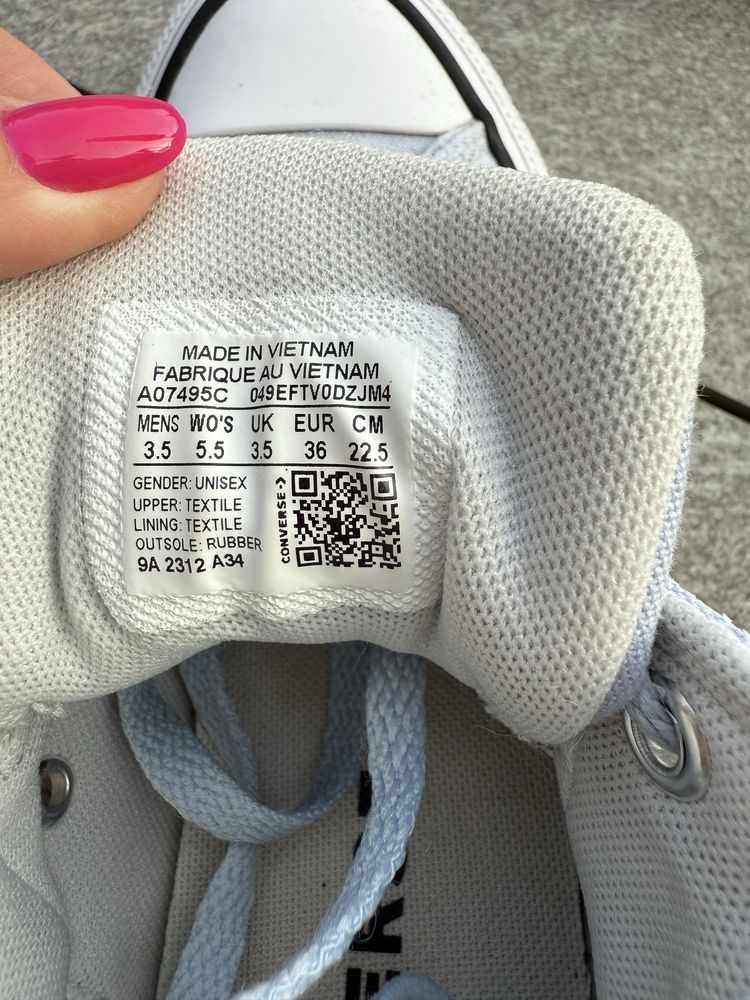 MADE IN VIETNAM
FABRIQUE AU VIETNAM
A07495C 049EFTV0DZJM4
MENS WO'S UK EUR CM
3.5 5.5 3.5 36 22.5
GENDER: UNISEX
UPPER: TEXTILE
LINING: TEXTILE
OUTSOLE: RUBBER
9A 2312 A34
CONVERSE